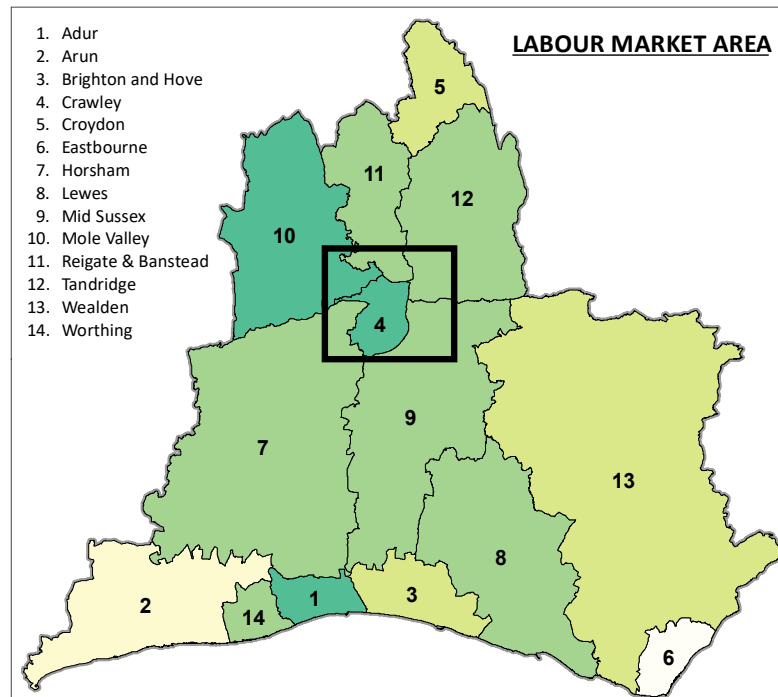 LABOUR MARKET AREA
1. Adur
2. Arun
3. Brighton and Hove
4. Crawley
5. Croydon
6. Eastbourne
7. Horsham
8. Lewes
9. Mid Sussex
10. Mole Valley
11. Reigate & Banstead
12. Tandridge
13. Wealden
14. Worthing
5
11
12
10
4
9
7
13
8
2
14
1
3
6